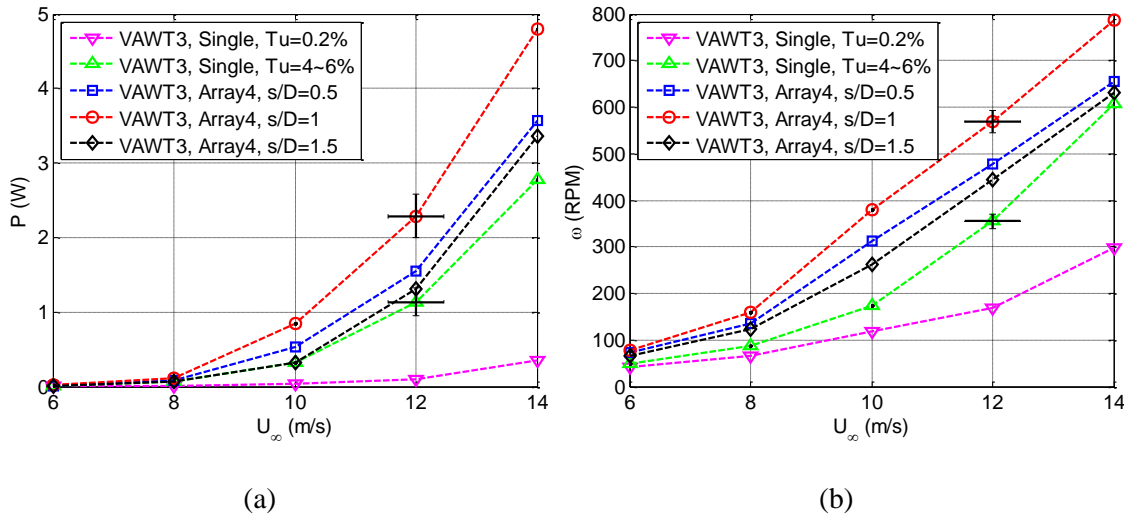 5
4
3
2
1
0
P (W)
VAWT3, Single, Tu=0.2%
VAWT3, Single, Tu=4~6%
VAWT3, Array4, s/D=0.5
VAWT3, Array4, s/D=1
VAWT3, Array4, s/D=1.5
6 8 10 12 14
U∞ (m/s)
(a)
800
700
600
500
400
300
200
100
0
ω (RPM)
VAWT3, Single, Tu=0.2%
VAWT3, Single, Tu=4~6%
VAWT3, Array4, s/D=0.5
VAWT3, Array4, s/D=1
VAWT3, Array4, s/D=1.5
6 8 10 12 14
U∞ (m/s)
(b)